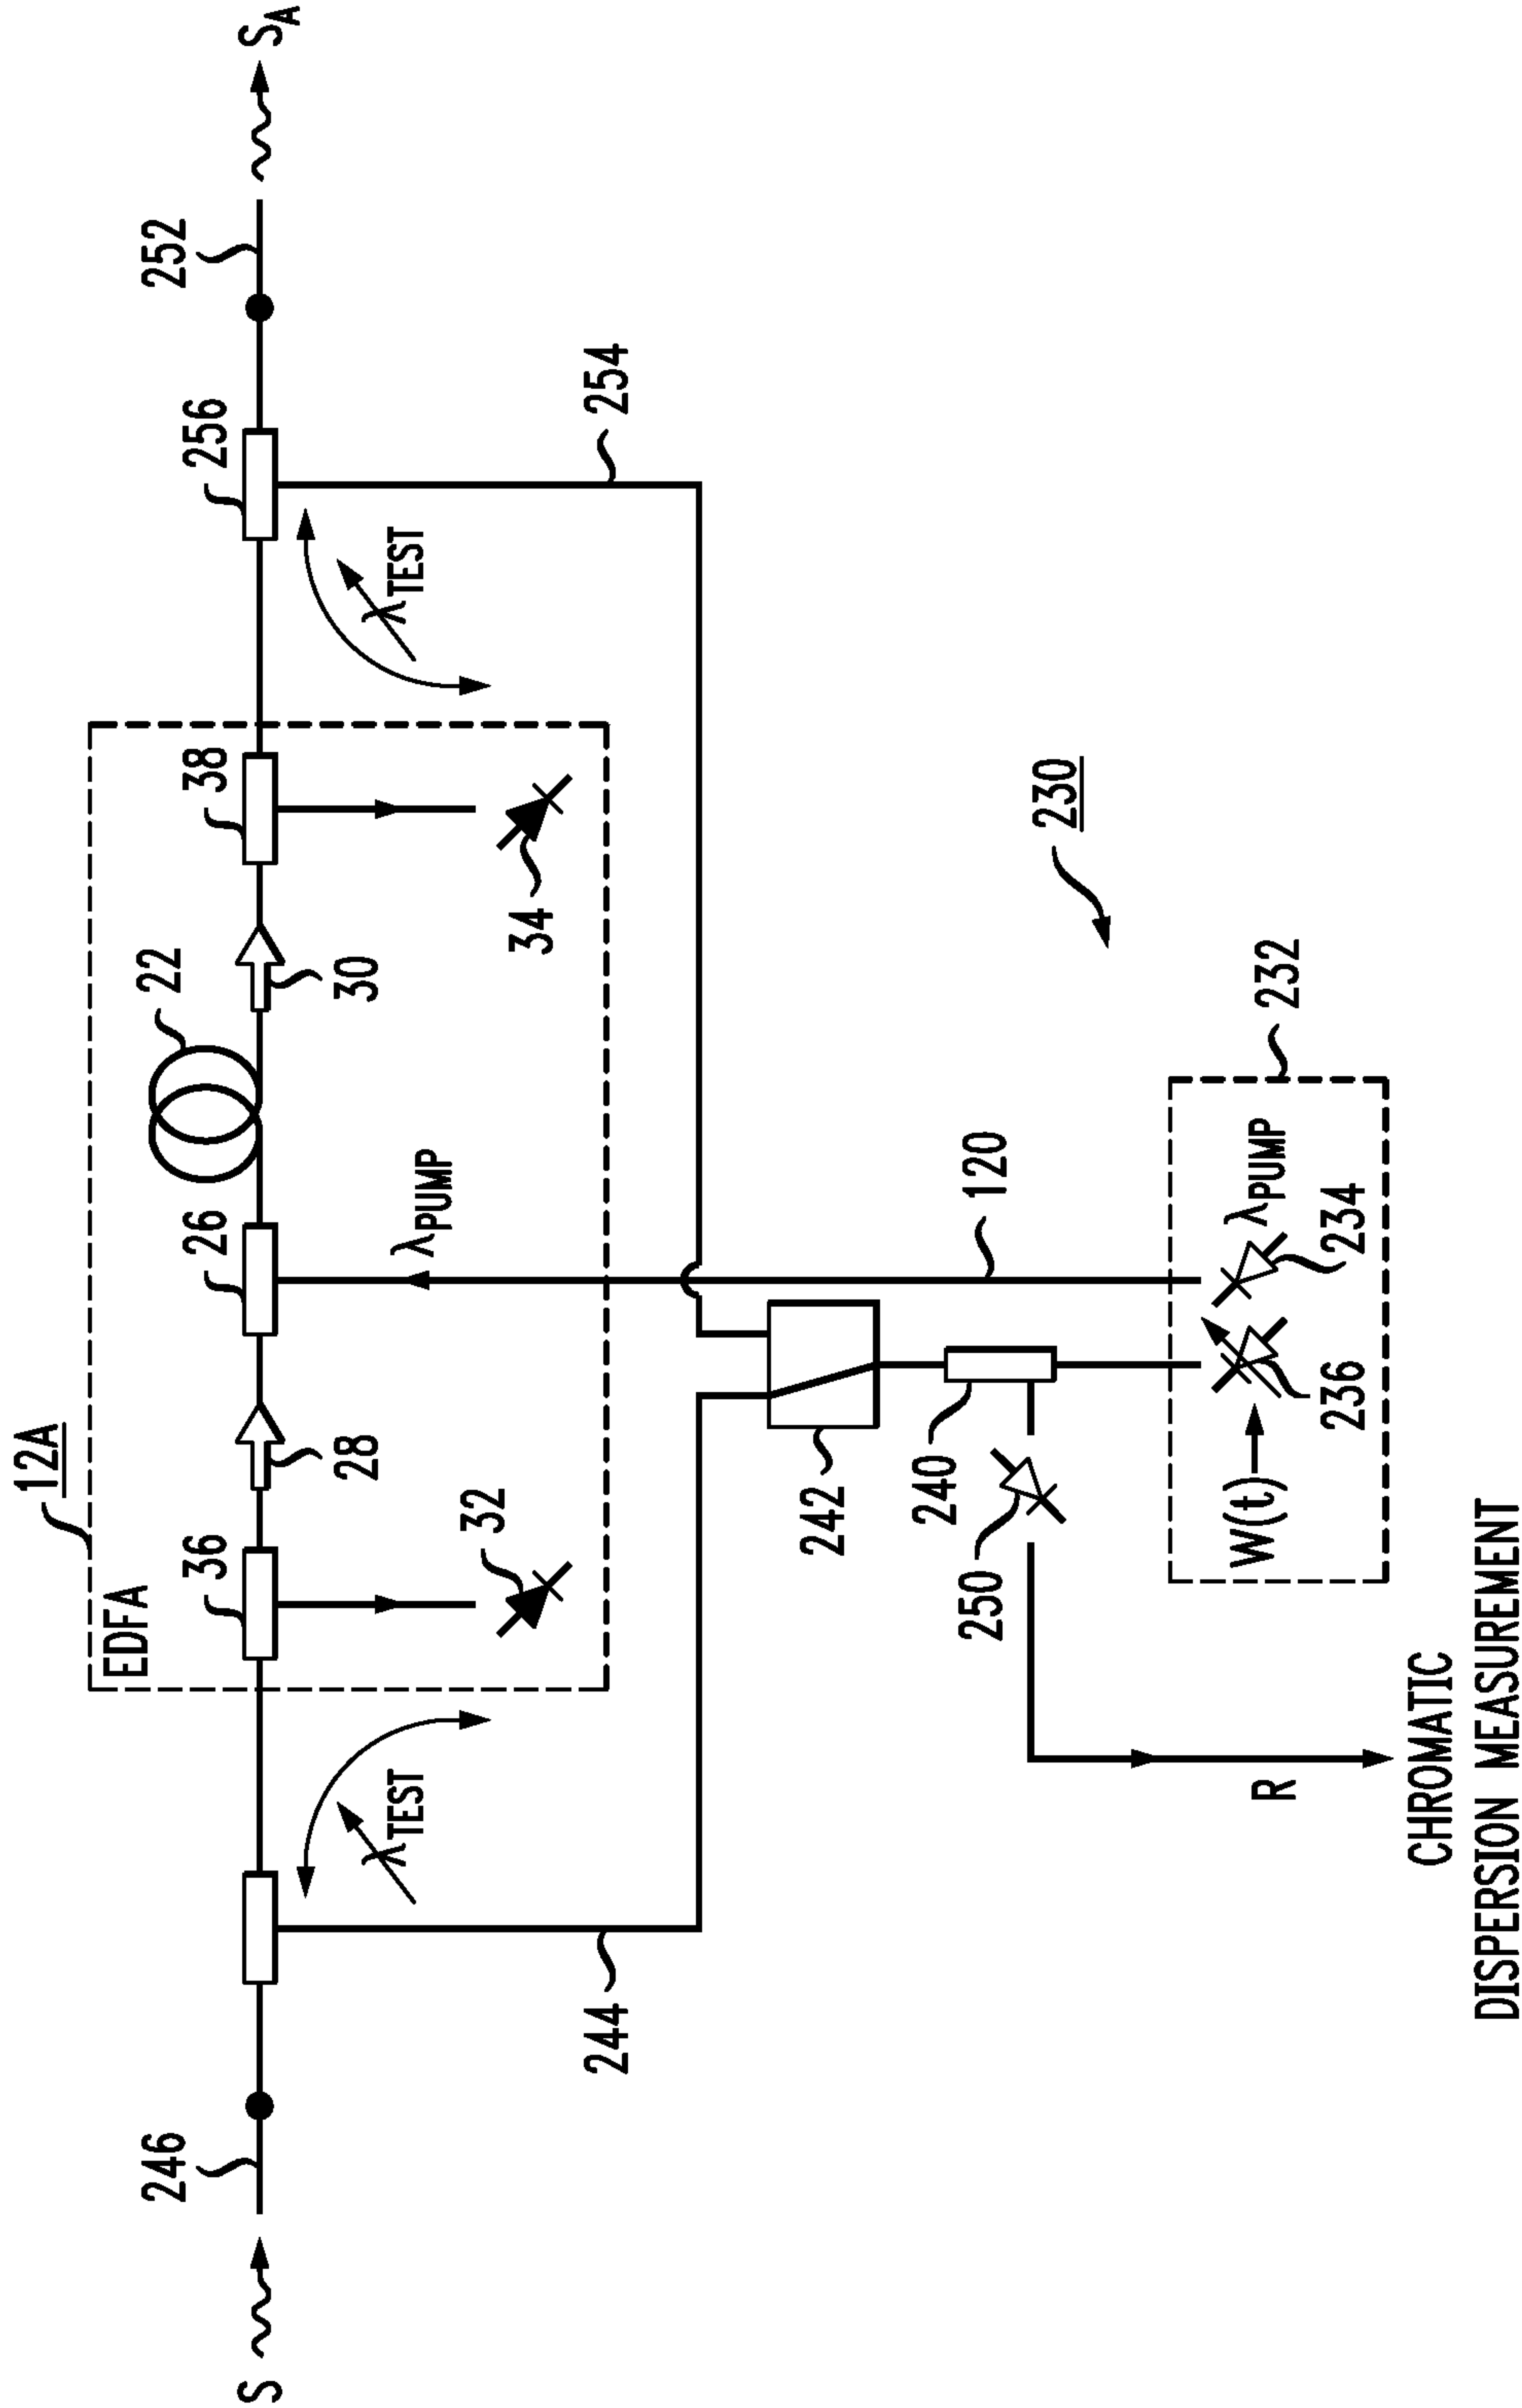 12A
EDFA
246
36
26
22
38
256
252
S
S_A
28
30
λTEST
λPUMP
λTEST
32
34
244
254
242
120
230
240
250
232
W(t)
λPUMP
236
234
R
CHROMATIC
DISPERSION MEASUREMENT